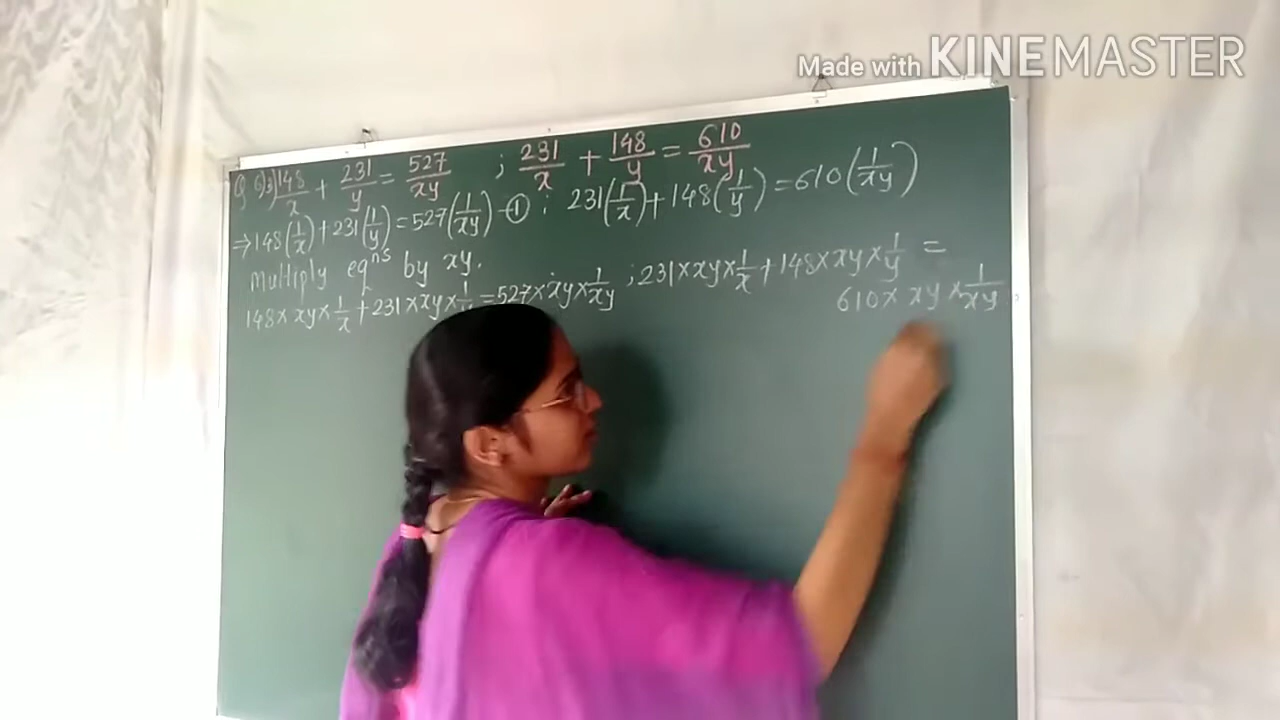 Made with KINEMASTER
Q 6) 3) 148/x + 231/y = 527/xy ; 231/x + 148/y = 610/xy
⇒ 148(1/x) + 231(1/y) = 527(1/xy) —① ; 231(1/x) + 148(1/y) = 610(1/xy)
Multiply eqⁿˢ by xy.
148 × xy × 1/x + 231 × xy × 1/y = 527 × xy × 1/xy ; 231 × xy × 1/x + 148 × xy × 1/y =
610 × xy × 1/xy